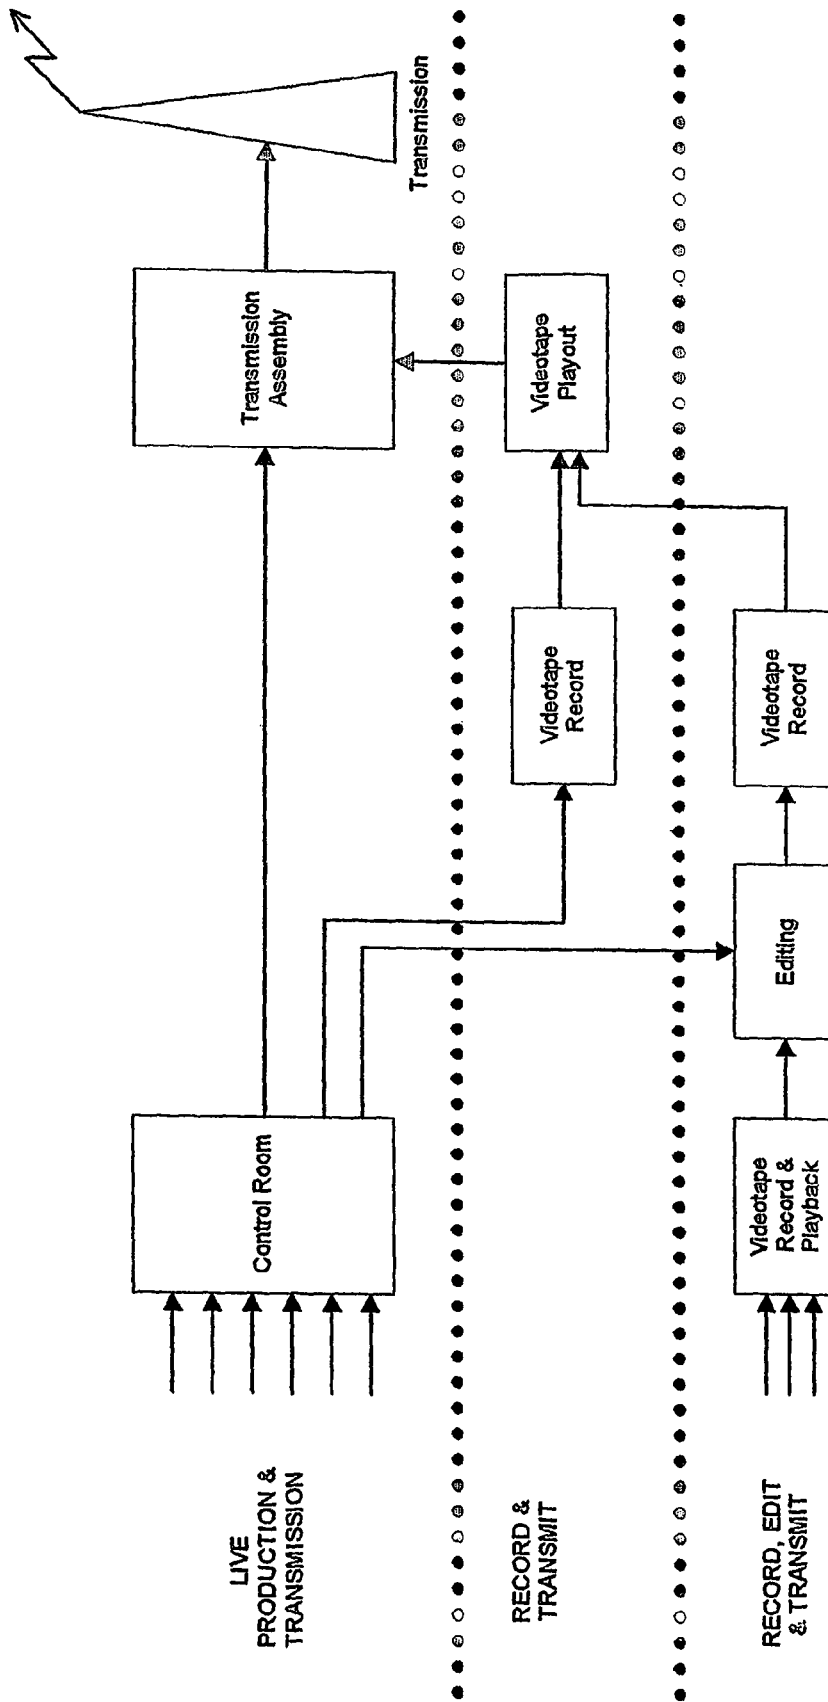 LIVE
PRODUCTION &
TRANSMISSION
Control Room
Transmission
Assembly
Transmission
RECORD &
TRANSMIT
Videotape
Record
Videotape
Playout
RECORD, EDIT
& TRANSMIT
Videotape
Record &
Playback
Editing
Videotape
Record